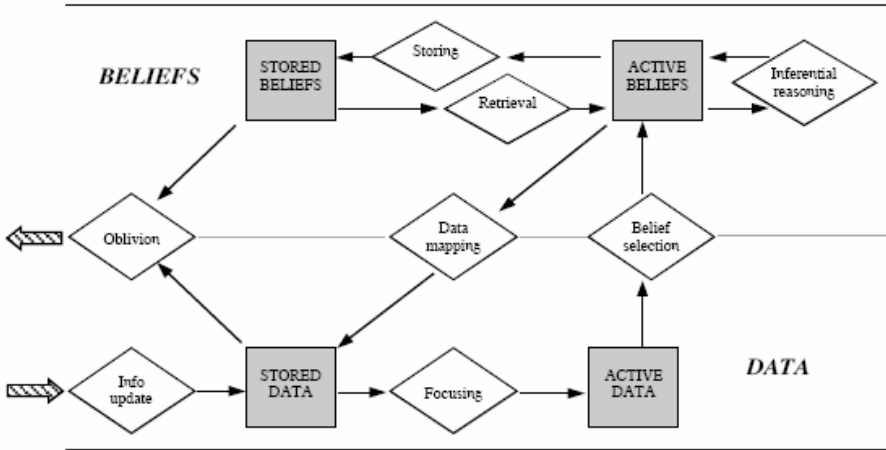 BELIEFS
STORED
BELIEFS
Storing
Retrieval
ACTIVE
BELIEFS
Inferential
reasoning
Oblivion
Data
mapping
Belief
selection
Info
update
STORED
DATA
Focusing
ACTIVE
DATA
DATA